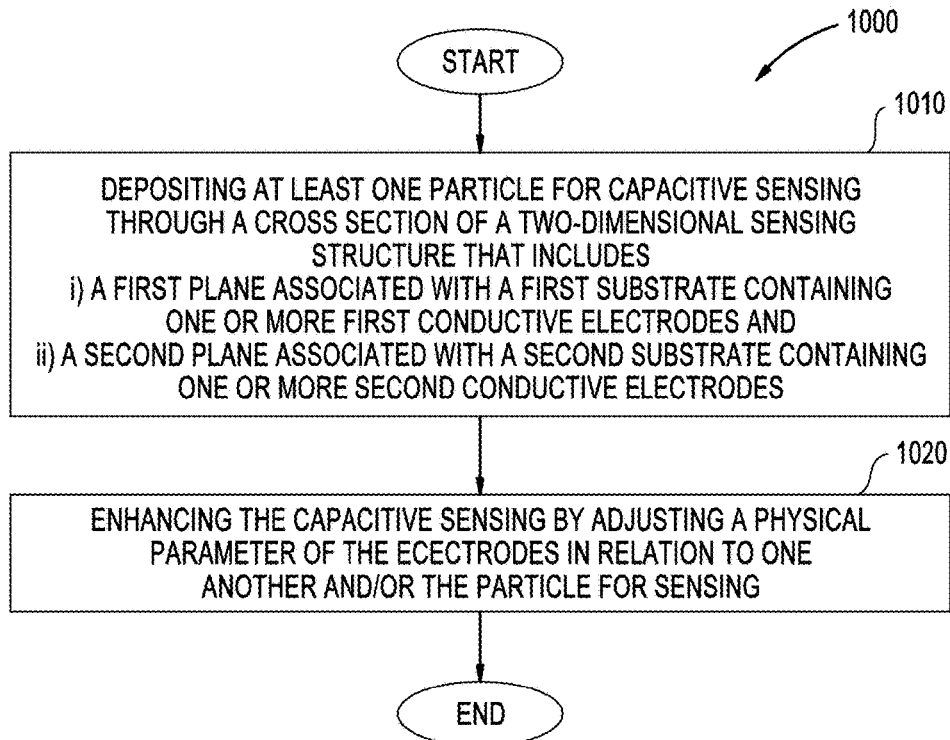 1000
START
1010
DEPOSITING AT LEAST ONE PARTICLE FOR CAPACITIVE SENSING
THROUGH A CROSS SECTION OF A TWO-DIMENSIONAL SENSING
STRUCTURE THAT INCLUDES
i) A FIRST PLANE ASSOCIATED WITH A FIRST SUBSTRATE CONTAINING
ONE OR MORE FIRST CONDUCTIVE ELECTRODES AND
ii) A SECOND PLANE ASSOCIATED WITH A SECOND SUBSTRATE CONTAINING
ONE OR MORE SECOND CONDUCTIVE ELECTRODES
1020
ENHANCING THE CAPACITIVE SENSING BY ADJUSTING A PHYSICAL
PARAMETER OF THE ECECTRODES IN RELATION TO ONE
ANOTHER AND/OR THE PARTICLE FOR SENSING
END